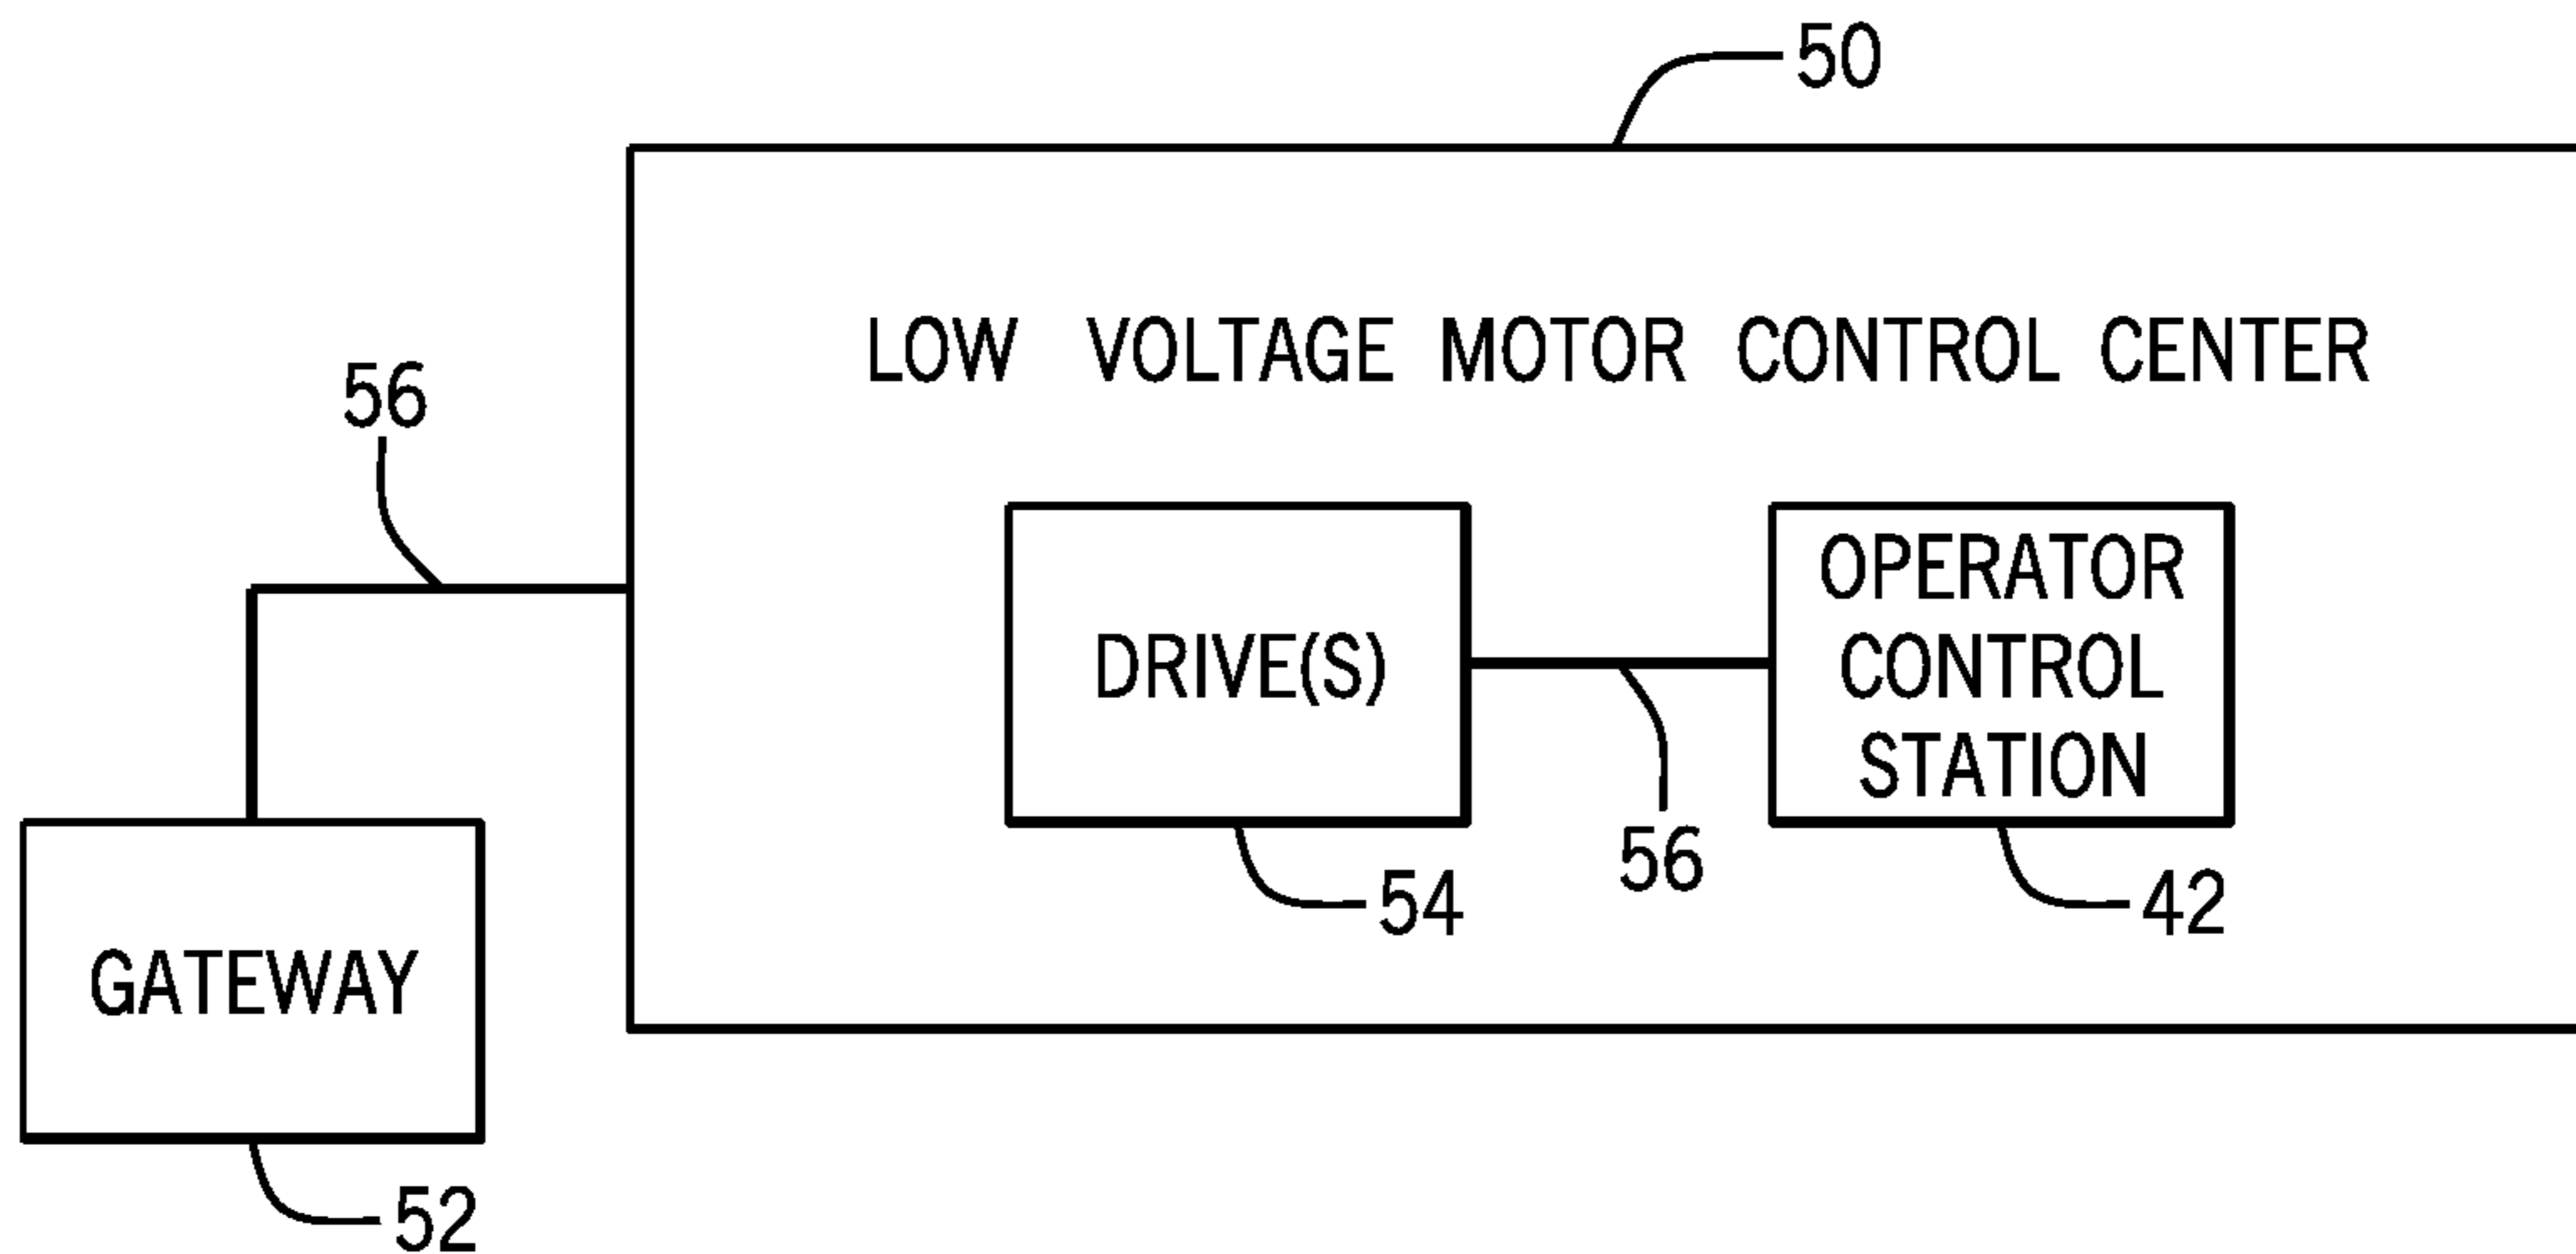 50
LOW VOLTAGE MOTOR CONTROL CENTER
56
DRIVE(S)
OPERATOR
CONTROL
STATION
56
54
42
GATEWAY
52